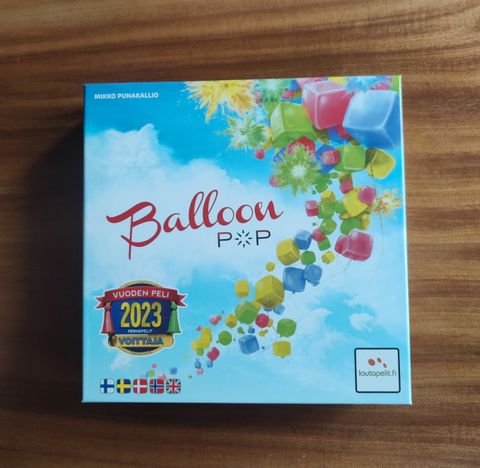 MIKKO PUNAKALLIO
Balloon
POP
VUODEN PELI
2023
PERHEPELIT
VOITTAJA
lautapelit.fi